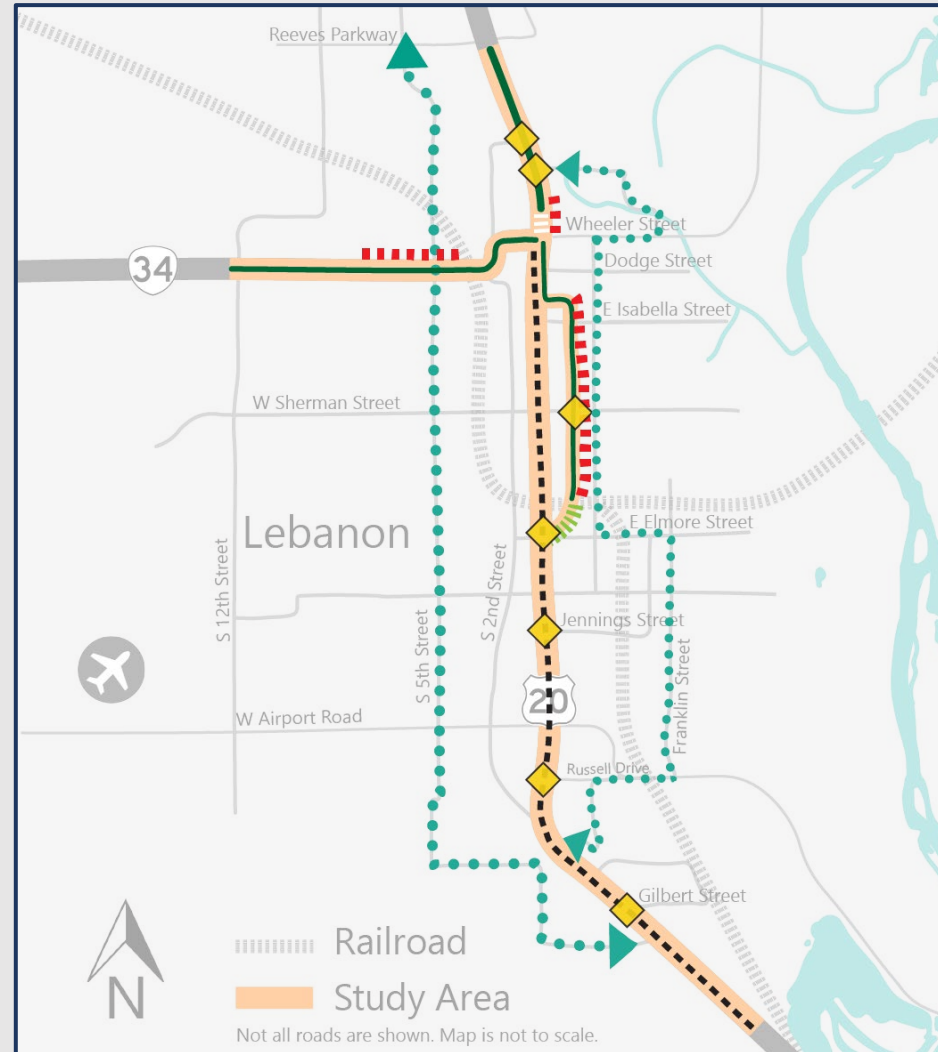 Reeves Parkway
Wheeler Street
Dodge Street
34
E Isabella Street
W Sherman Street
E Elmore Street
Lebanon
S 12th Street
S 5th Street
S 2nd Street
Jennings Street
Franklin Street
20
W Airport Road
Russell Drive
Gilbert Street
Railroad
Study Area
N
Not all roads are shown. Map is not to scale.